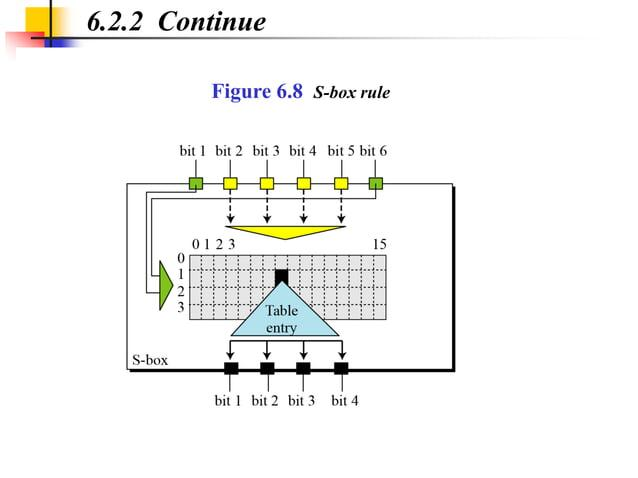 6.2.2 Continue
Figure 6.8 S-box rule
bit 1 bit 2 bit 3 bit 4 bit 5 bit 6
0 1 2 3 15
0
1
2
3
Table
entry
S-box
bit 1 bit 2 bit 3 bit 4